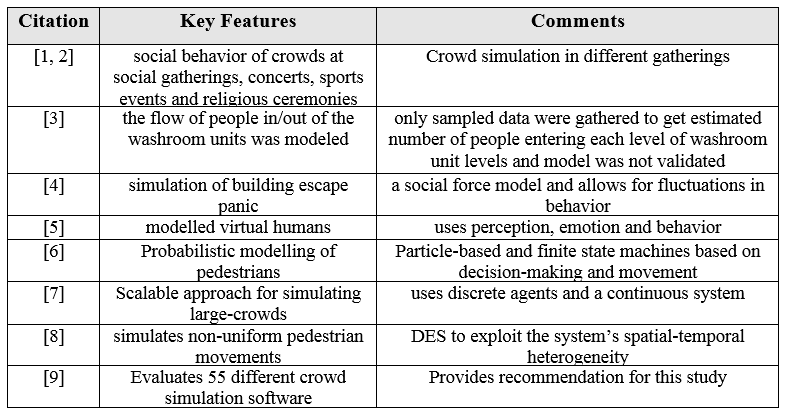 Citation Key Features Comments
[1, 2] social behavior of crowds at Crowd simulation in different gatherings
social gatherings, concerts, sports
events and religious ceremonies
[3] the flow of people in/out of the only sampled data were gathered to get estimated
washroom units was modeled number of people entering each level of washroom
unit levels and model was not validated
[4] simulation of building escape a social force model and allows for fluctuations in
panic behavior
[5] modelled virtual humans uses perception, emotion and behavior
[6] Probabilistic modelling of Particle-based and finite state machines based on
pedestrians decision-making and movement
[7] Scalable approach for simulating uses discrete agents and a continuous system
large-crowds
[8] simulates non-uniform pedestrian DES to exploit the system's spatial-temporal
movements heterogeneity
[9] Evaluates 55 different crowd Provides recommendation for this study
simulation software